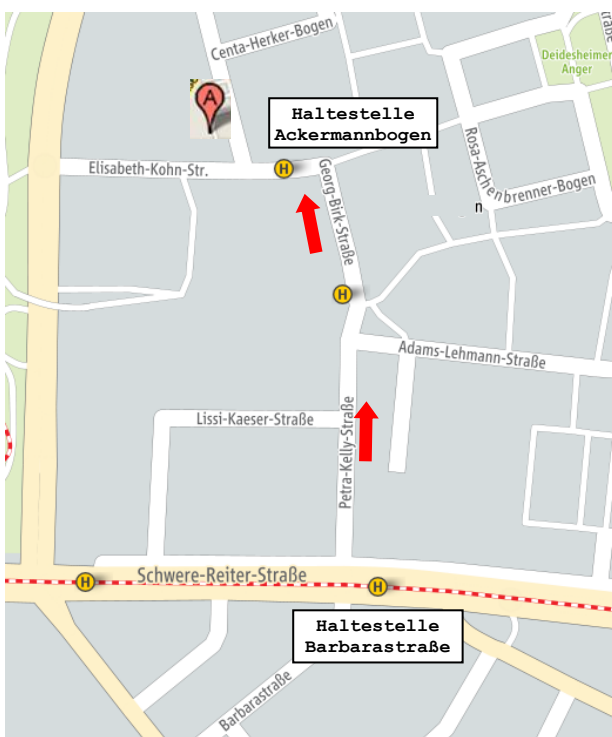 Centa-Herker-Bogen
Straße
Deidesheimer
Anger
A
Haltestelle
Ackermannbogen
Elisabeth-Kohn-Str.
H
Georg-Birk-Straße
Rosa-Aschenbrenner-Bogen
n
H
Adams-Lehmann-Straße
Lissi-Kaeser-Straße
Petra-Kelly-Straße
Schwere-Reiter-Straße
H
H
Haltestelle
Barbarastraße
Barbarastraße